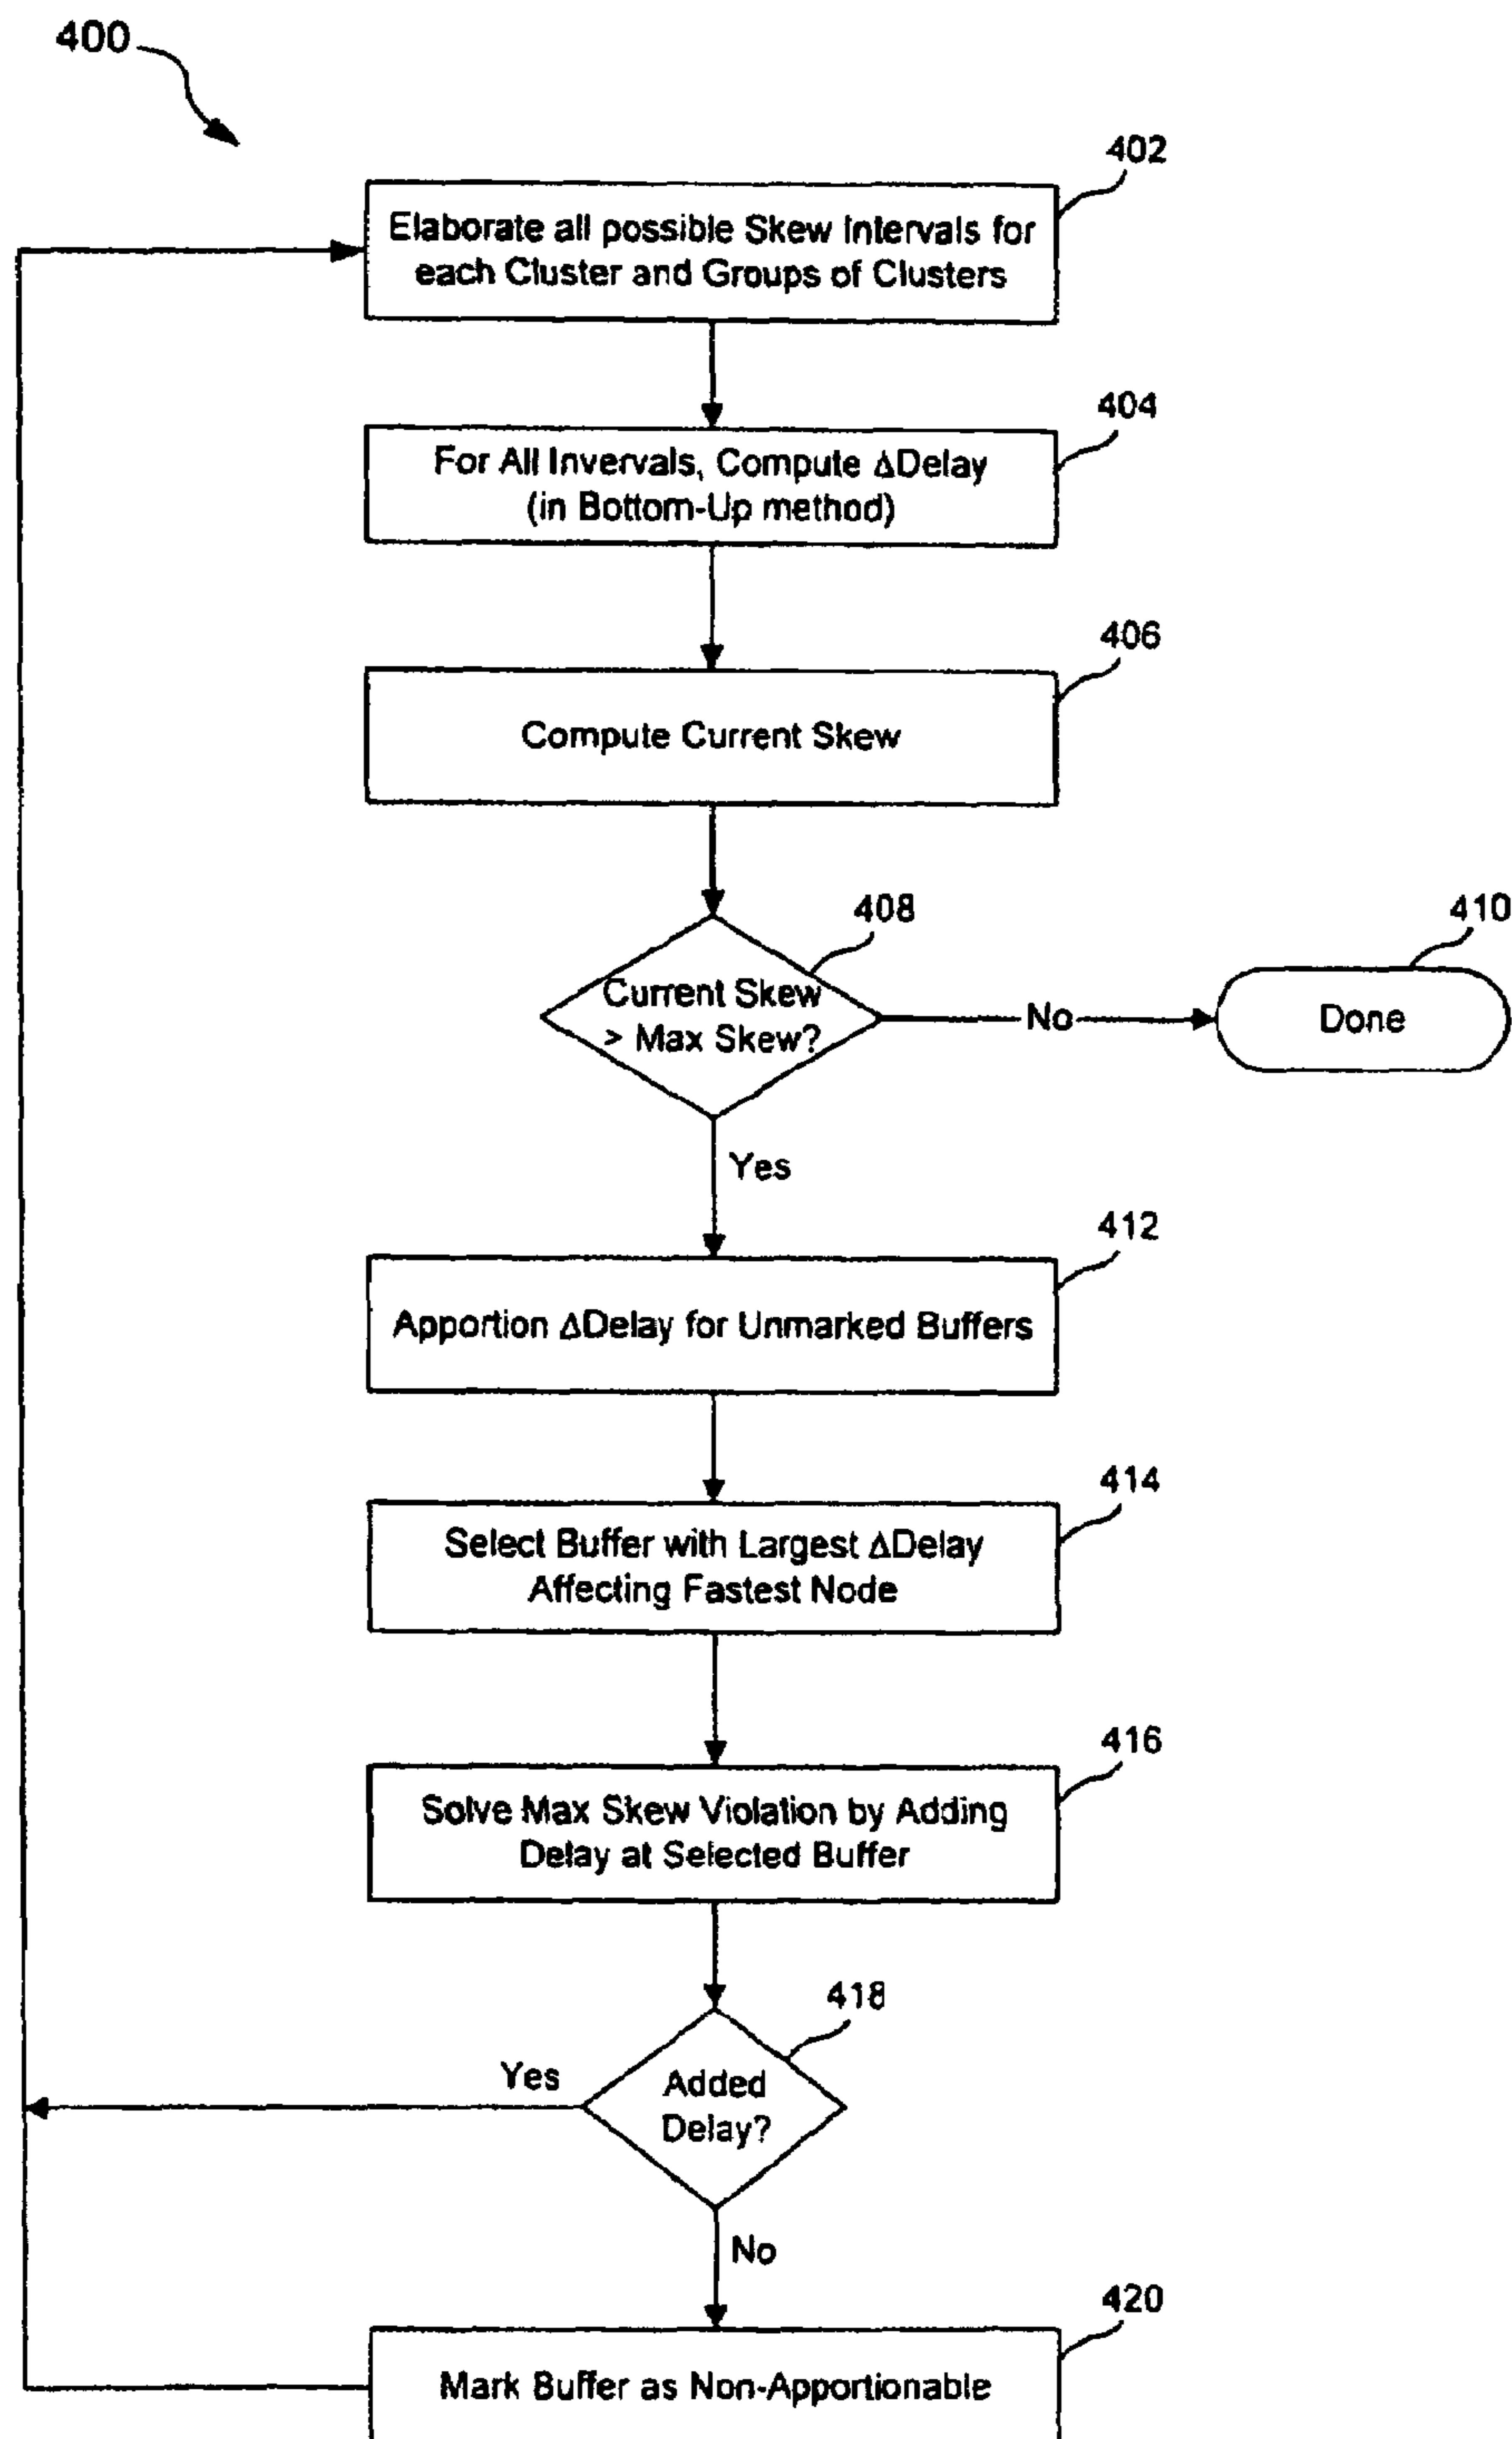 400
402
Elaborate all possible Skew Intervals for
each Cluster and Groups of Clusters
404
For All Invervals, Compute ΔDelay
(in Bottom-Up method)
406
Compute Current Skew
408
Current Skew
> Max Skew?
No
410
Done
Yes
412
Apportion ΔDelay for Unmarked Buffers
414
Select Buffer with Largest ΔDelay
Affecting Fastest Node
416
Solve Max Skew Violation by Adding
Delay at Selected Buffer
418
Added
Delay?
Yes
No
420
Mark Buffer as Non-Apportionable